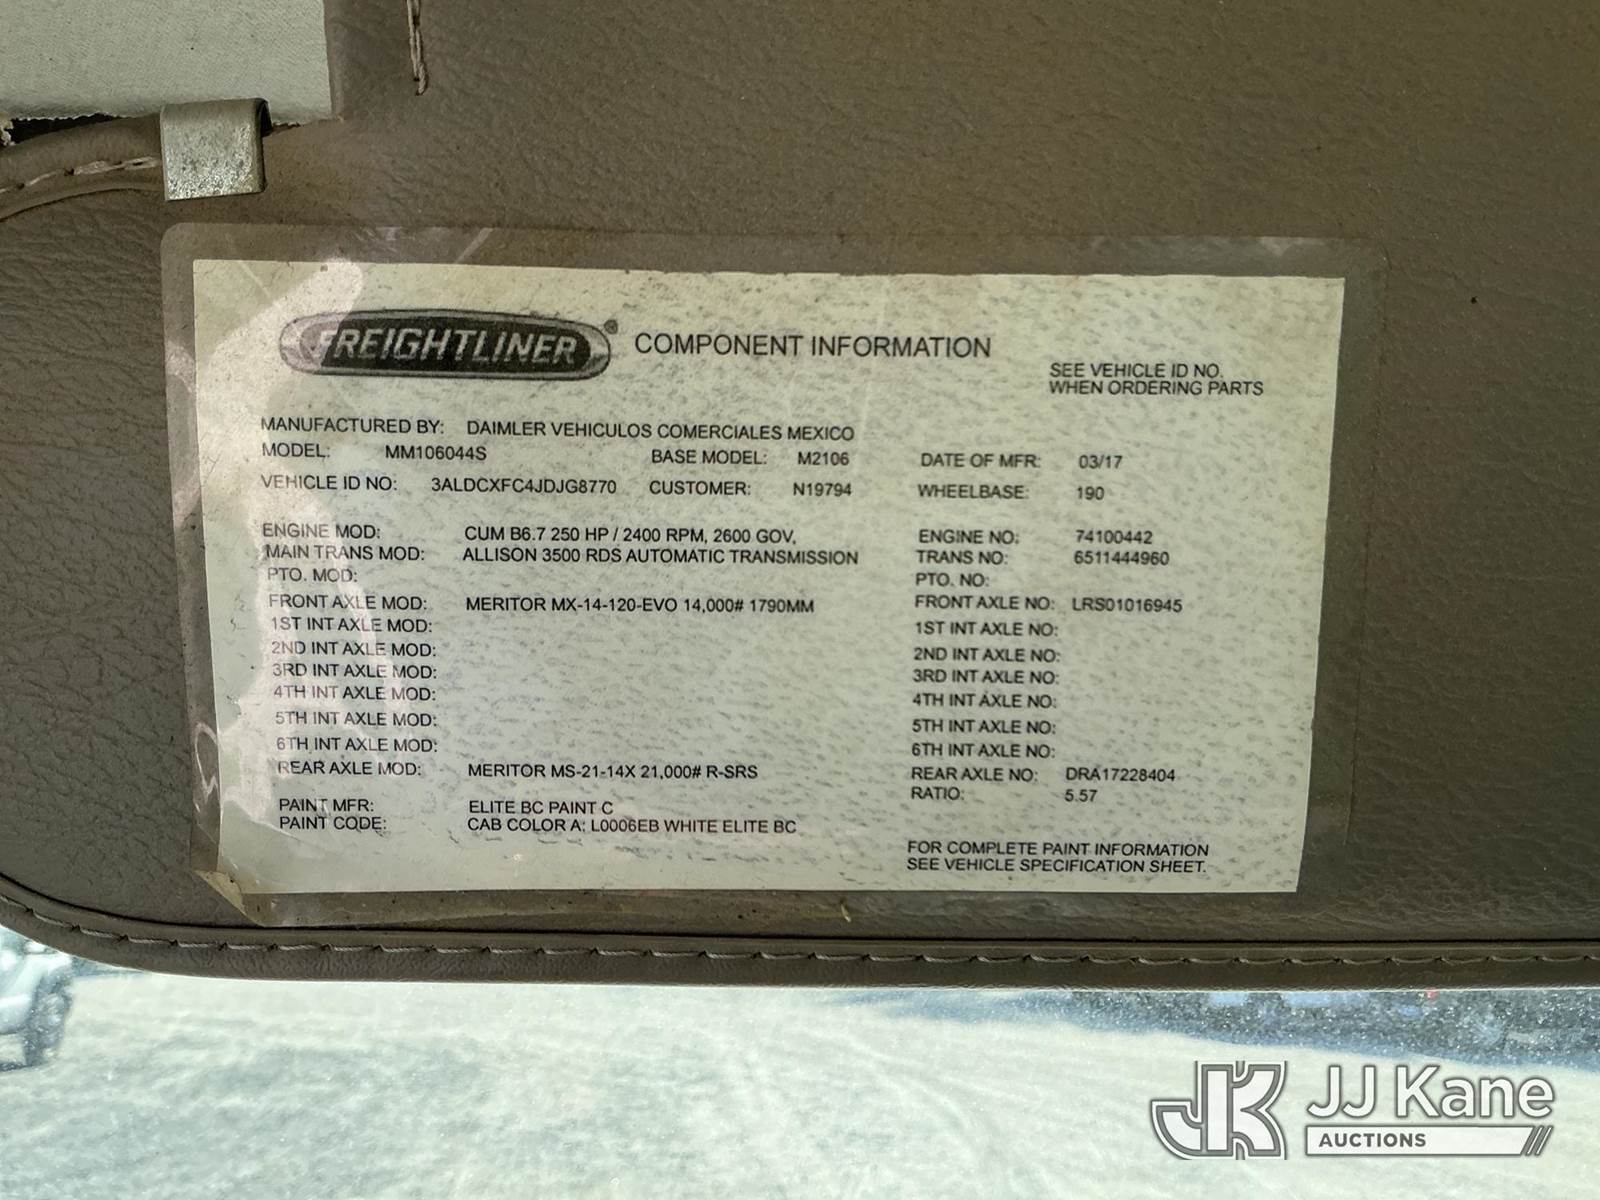 FREIGHTLINER® COMPONENT INFORMATION
SEE VEHICLE ID NO.
WHEN ORDERING PARTS
MANUFACTURED BY: DAIMLER VEHICULOS COMERCIALES MEXICO
MODEL: MM106044S BASE MODEL: M2106 DATE OF MFR: 03/17
VEHICLE ID NO: 3ALDCXFC4JDJG8770 CUSTOMER: N19794 WHEELBASE: 190
ENGINE MOD: CUM B6.7 250 HP / 2400 RPM, 2600 GOV, ENGINE NO: 74100442
MAIN TRANS MOD: ALLISON 3500 RDS AUTOMATIC TRANSMISSION TRANS NO: 6511444960
PTO. MOD: PTO. NO:
FRONT AXLE MOD: MERITOR MX-14-120-EVO 14,000# 1790MM FRONT AXLE NO: LRS01016945
1ST INT AXLE MOD: 1ST INT AXLE NO:
2ND INT AXLE MOD: 2ND INT AXLE NO:
3RD INT AXLE MOD: 3RD INT AXLE NO:
4TH INT AXLE MOD: 4TH INT AXLE NO:
5TH INT AXLE MOD: 5TH INT AXLE NO:
6TH INT AXLE MOD: 6TH INT AXLE NO:
REAR AXLE MOD: MERITOR MS-21-14X 21,000# R-SRS REAR AXLE NO: DRA17228404
RATIO: 5.57
PAINT MFR: ELITE BC PAINT C
PAINT CODE: CAB COLOR A: L0006EB WHITE ELITE BC
FOR COMPLETE PAINT INFORMATION
SEE VEHICLE SPECIFICATION SHEET.
JK JJ Kane
AUCTIONS